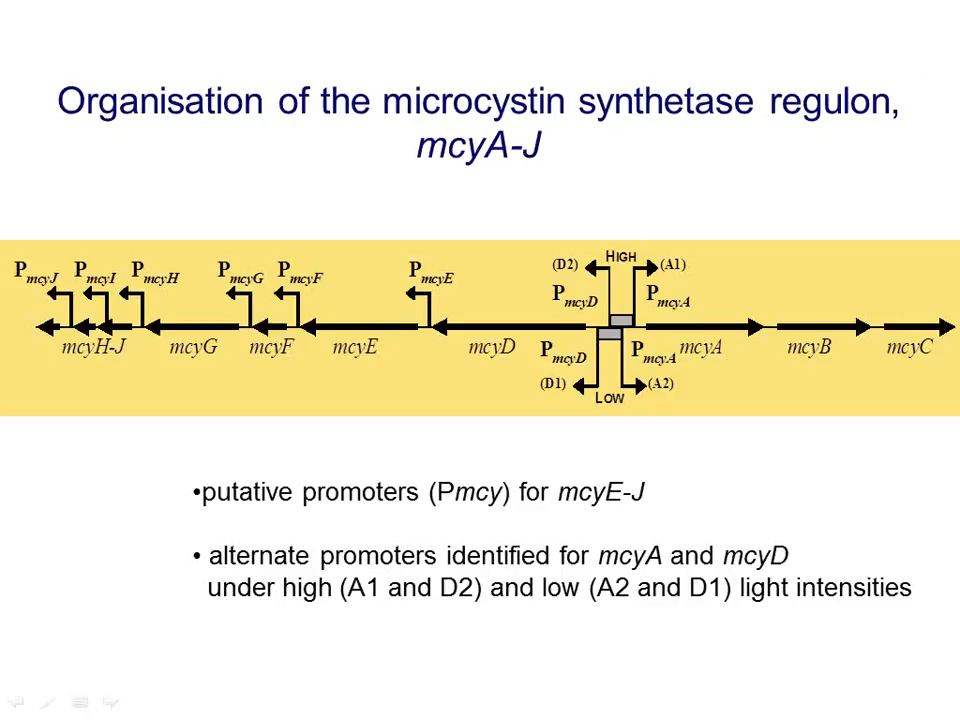 Organisation of the microcystin synthetase regulon,
mcyA-J
HIGH
(D2) (A1)
PmcyJ PmcyI PmcyH PmcyG PmcyF PmcyE
PmcyD PmcyA
mcyH-J mcyG mcyF mcyE mcyD PmcyD PmcyA mcyA mcyB mcyC
(D1) (A2)
LOW
•putative promoters (Pmcy) for mcyE-J
• alternate promoters identified for mcyA and mcyD
under high (A1 and D2) and low (A2 and D1) light intensities